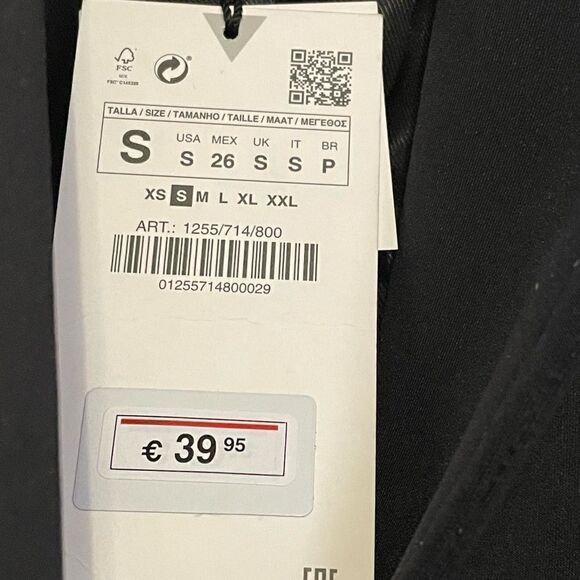 FSC
MIX
TALLA / SIZE / TAMANHO / TAILLE / MAAT / ΜΕΓΕΘΟΣ
S USA S MEX 26 UK S IT S BR P
XS S M L XL XXL
ART.: 1255/714/800
01255714800029
€ 39 95